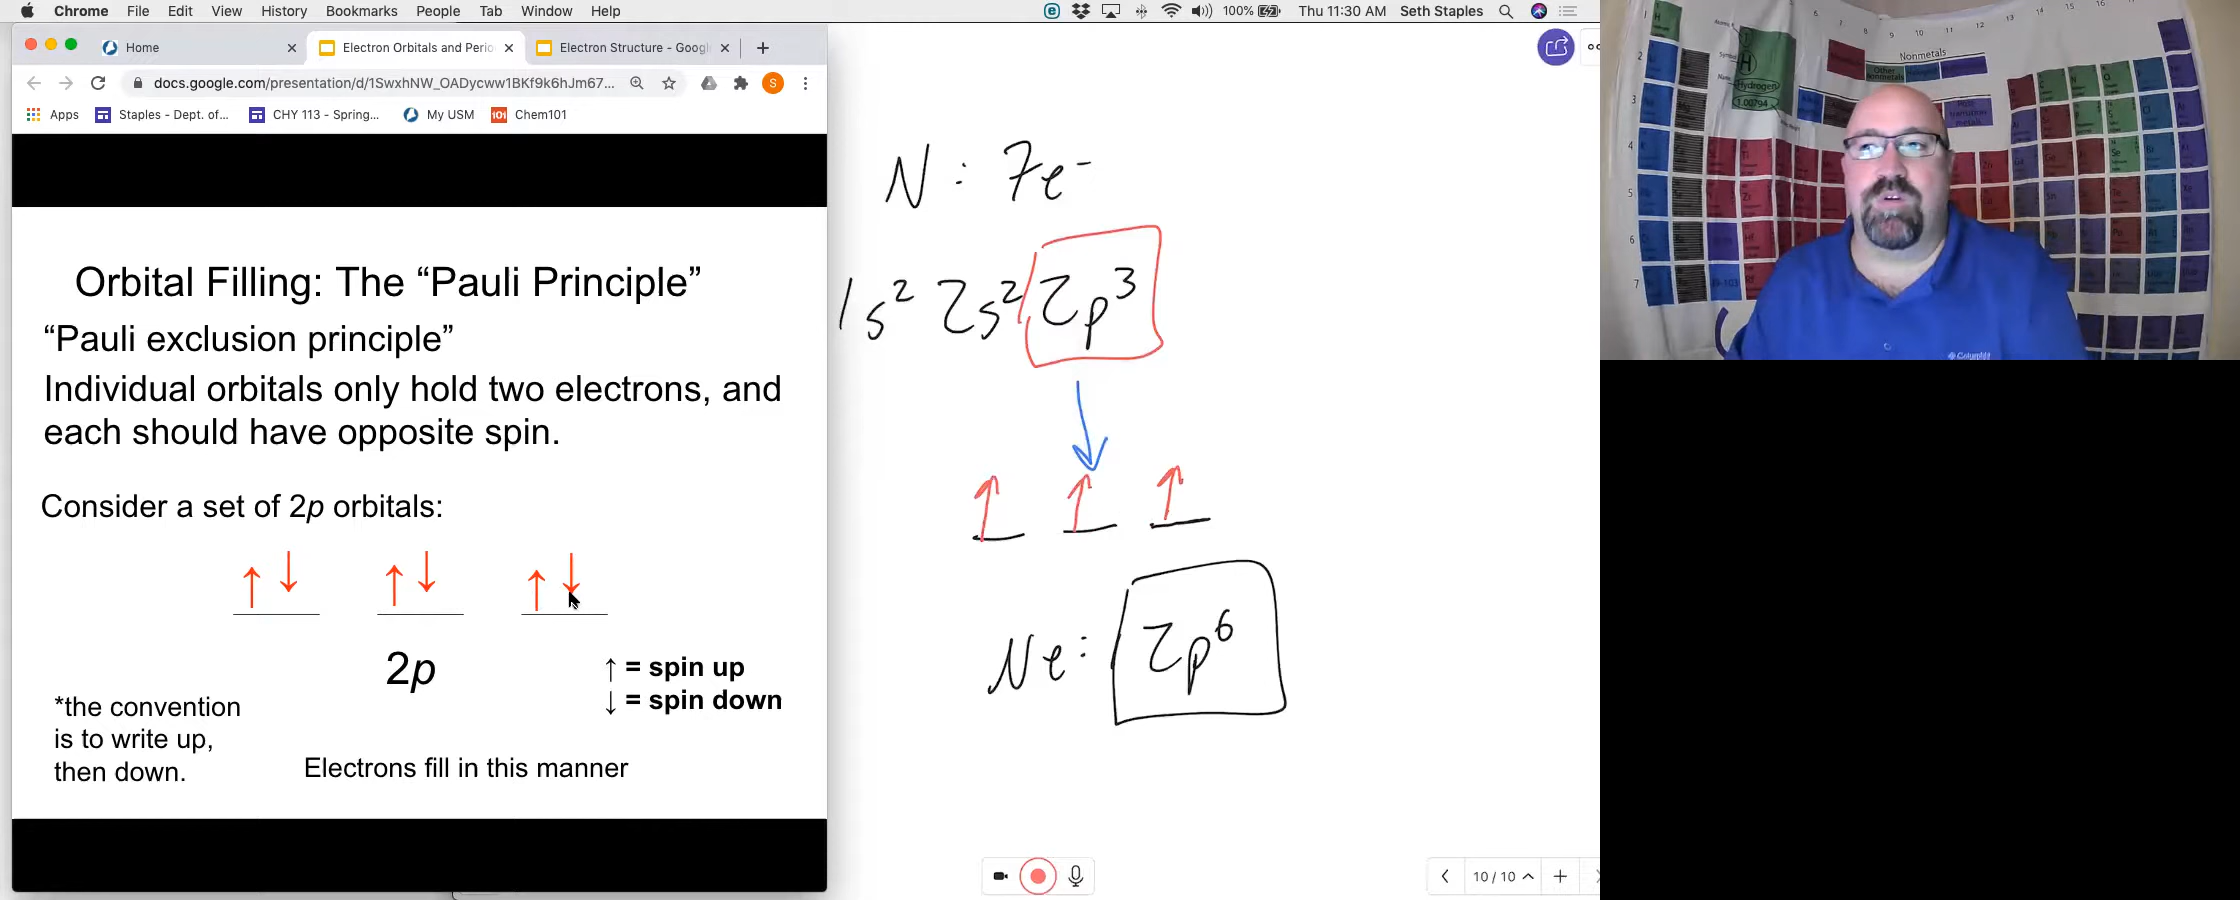 Chrome File Edit View History Bookmarks People Tab Window Help
100% Thu 11:30 AM Seth Staples
Home
Electron Orbitals and Perio
Electron Structure - Googl
docs.google.com/presentation/d/1SwxhNW_OADycww1BKf9k6hJm67...
S
Apps
Staples - Dept. of...
CHY 113 - Spring...
My USM
101 Chem101
Orbital Filling: The “Pauli Principle”
“Pauli exclusion principle”
Individual orbitals only hold two electrons, and
each should have opposite spin.
Consider a set of 2p orbitals:
↑ ↓ ↑ ↓ ↑ ↓
2p
↑ = spin up
↓ = spin down
*the convention
is to write up,
then down.
Electrons fill in this manner
N: 7e⁻
1s² 2s² 2p³
↑ ↑ ↑
Ne: 2p⁶
10/10
Nonmetals
H
Hydrogen
1.00794
Columbia